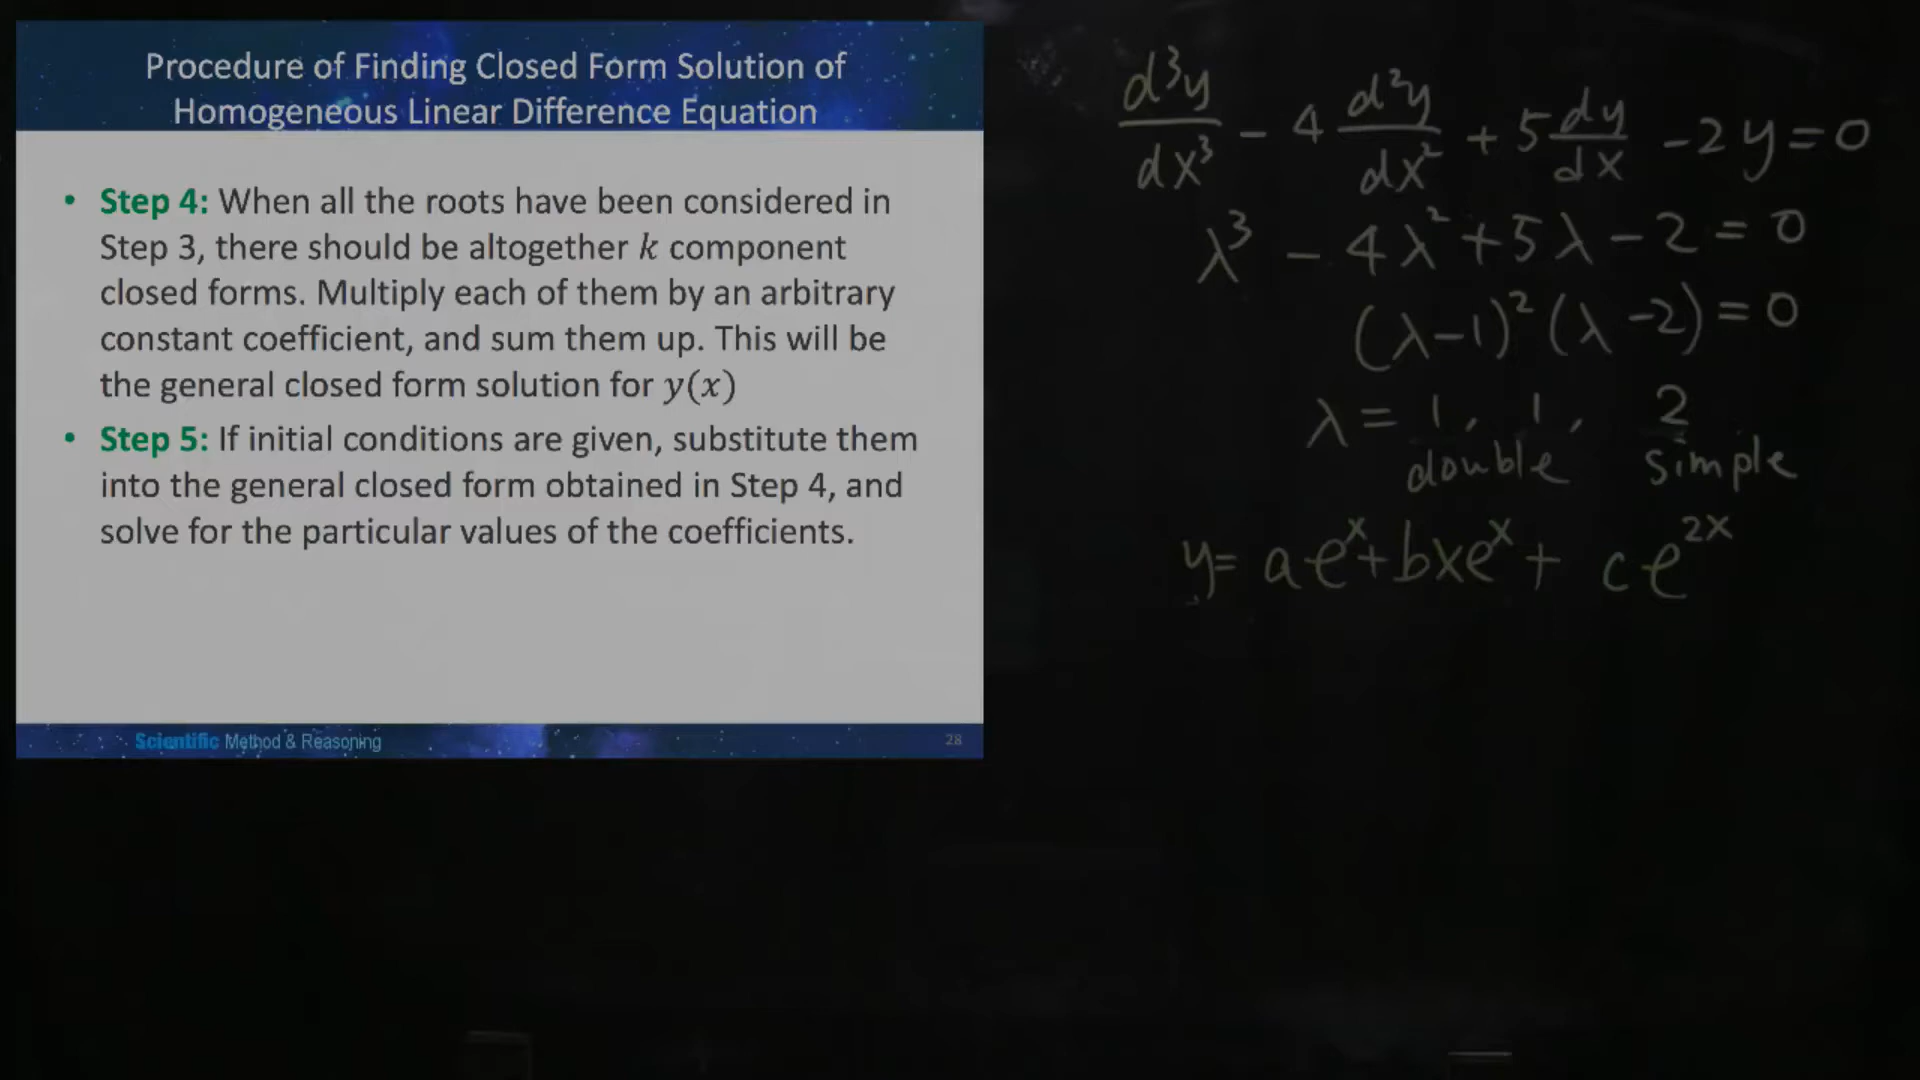 Procedure of Finding Closed Form Solution of
Homogeneous Linear Difference Equation
• Step 4: When all the roots have been considered in
Step 3, there should be altogether k component
closed forms. Multiply each of them by an arbitrary
constant coefficient, and sum them up. This will be
the general closed form solution for y(x)
• Step 5: If initial conditions are given, substitute them
into the general closed form obtained in Step 4, and
solve for the particular values of the coefficients.
Scientific Method & Reasoning
28
d³y/dx³ - 4 d²y/dx² + 5 dy/dx - 2y = 0
λ³ - 4λ² + 5λ - 2 = 0
(λ-1)² (λ-2) = 0
λ = 1, 1, 2
double simple
y = ae^x + bxe^x + ce^2x